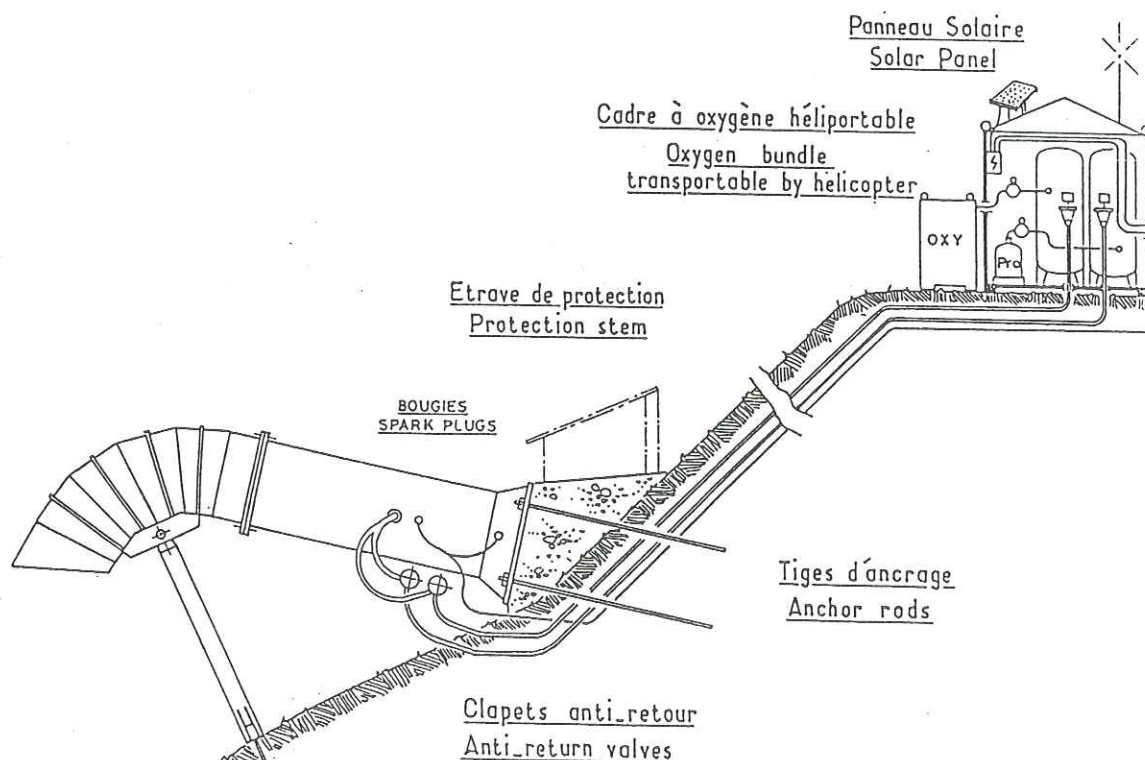 Panneau Solaire
Solar Panel
Cadre à oxygène héliportable
Oxygen bundle
transportable by helicopter
OXY
Pro
Etrave de protection
Protection stem
BOUGIES
SPARK PLUGS
Tiges d'ancrage
Anchor rods
Clapets anti_retour
Anti_return valves